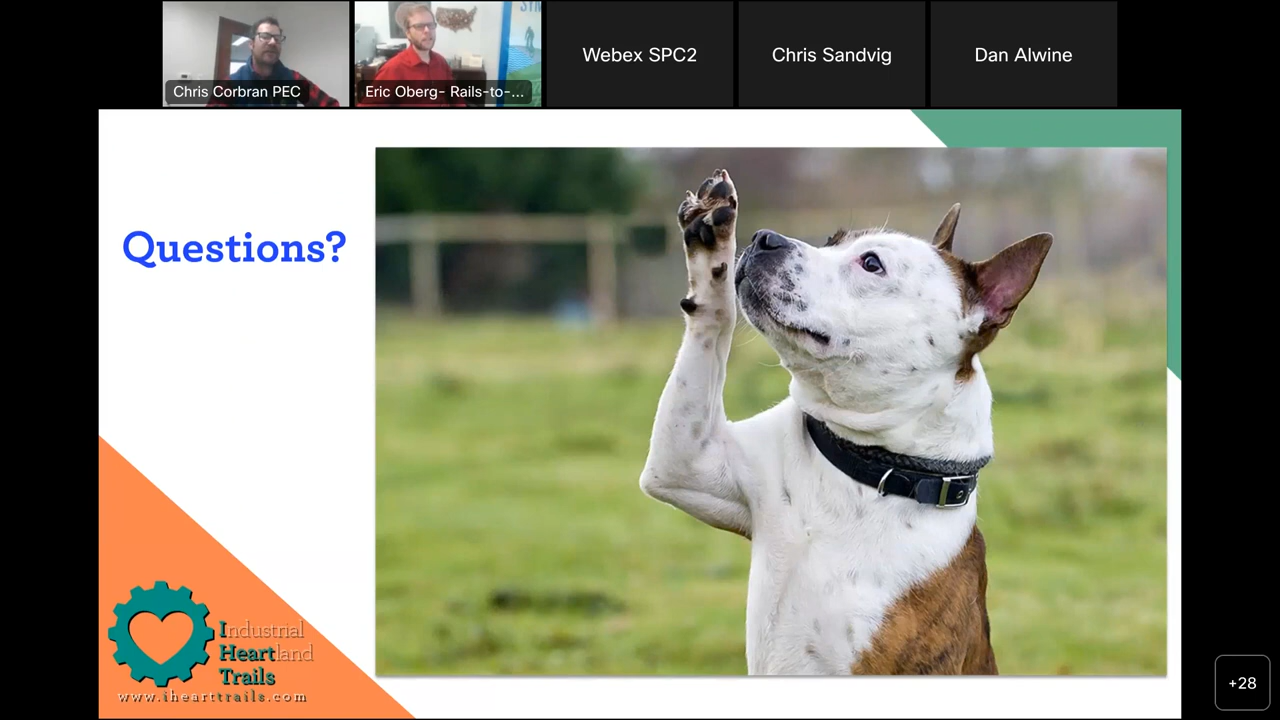 Chris Corbran PEC
Eric Oberg- Rails-to-...
Webex SPC2
Chris Sandvig
Dan Alwine
Questions?
Industrial
Heartland
Trails
www.ihearttrails.com
+28